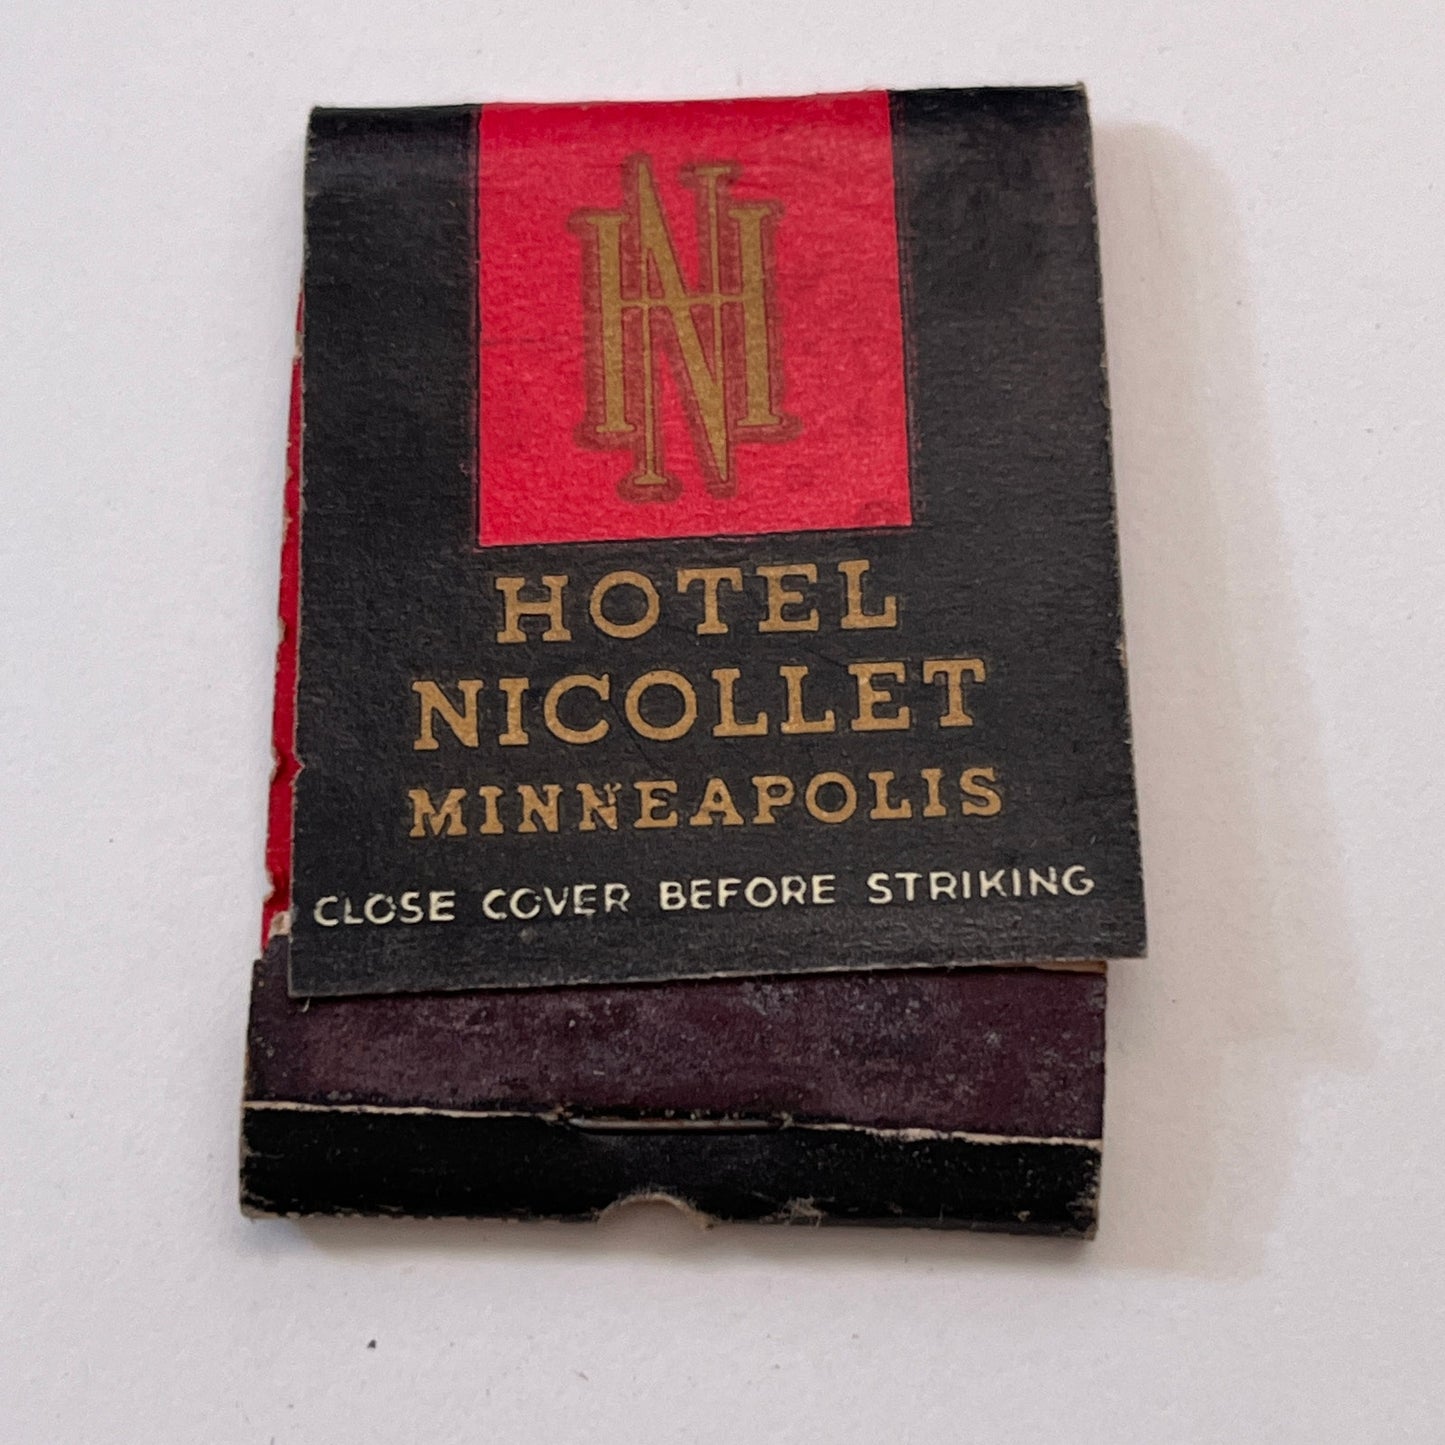 HN
HOTEL
NICOLLET
MINNEAPOLIS
CLOSE COVER BEFORE STRIKING